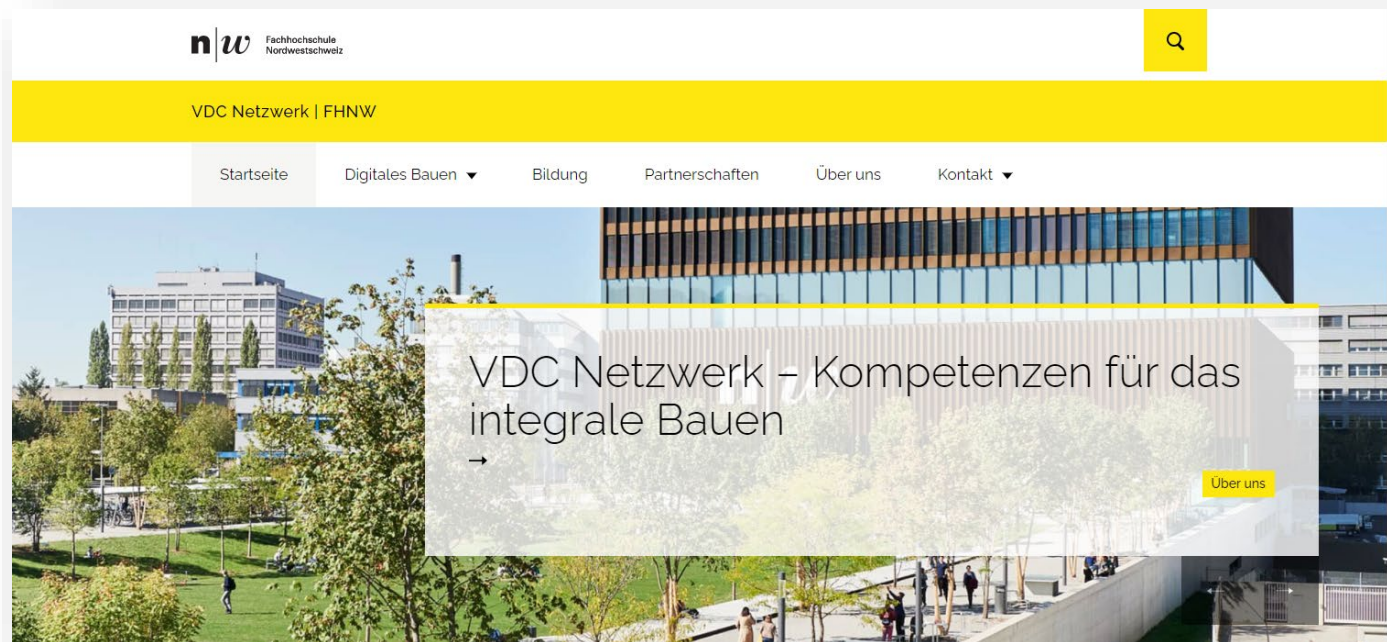 n|w Fachhochschule
Nordwestschweiz
VDC Netzwerk | FHNW
Startseite Digitales Bauen Bildung Partnerschaften Über uns Kontakt
VDC Netzwerk – Kompetenzen für das
integrale Bauen
Über uns